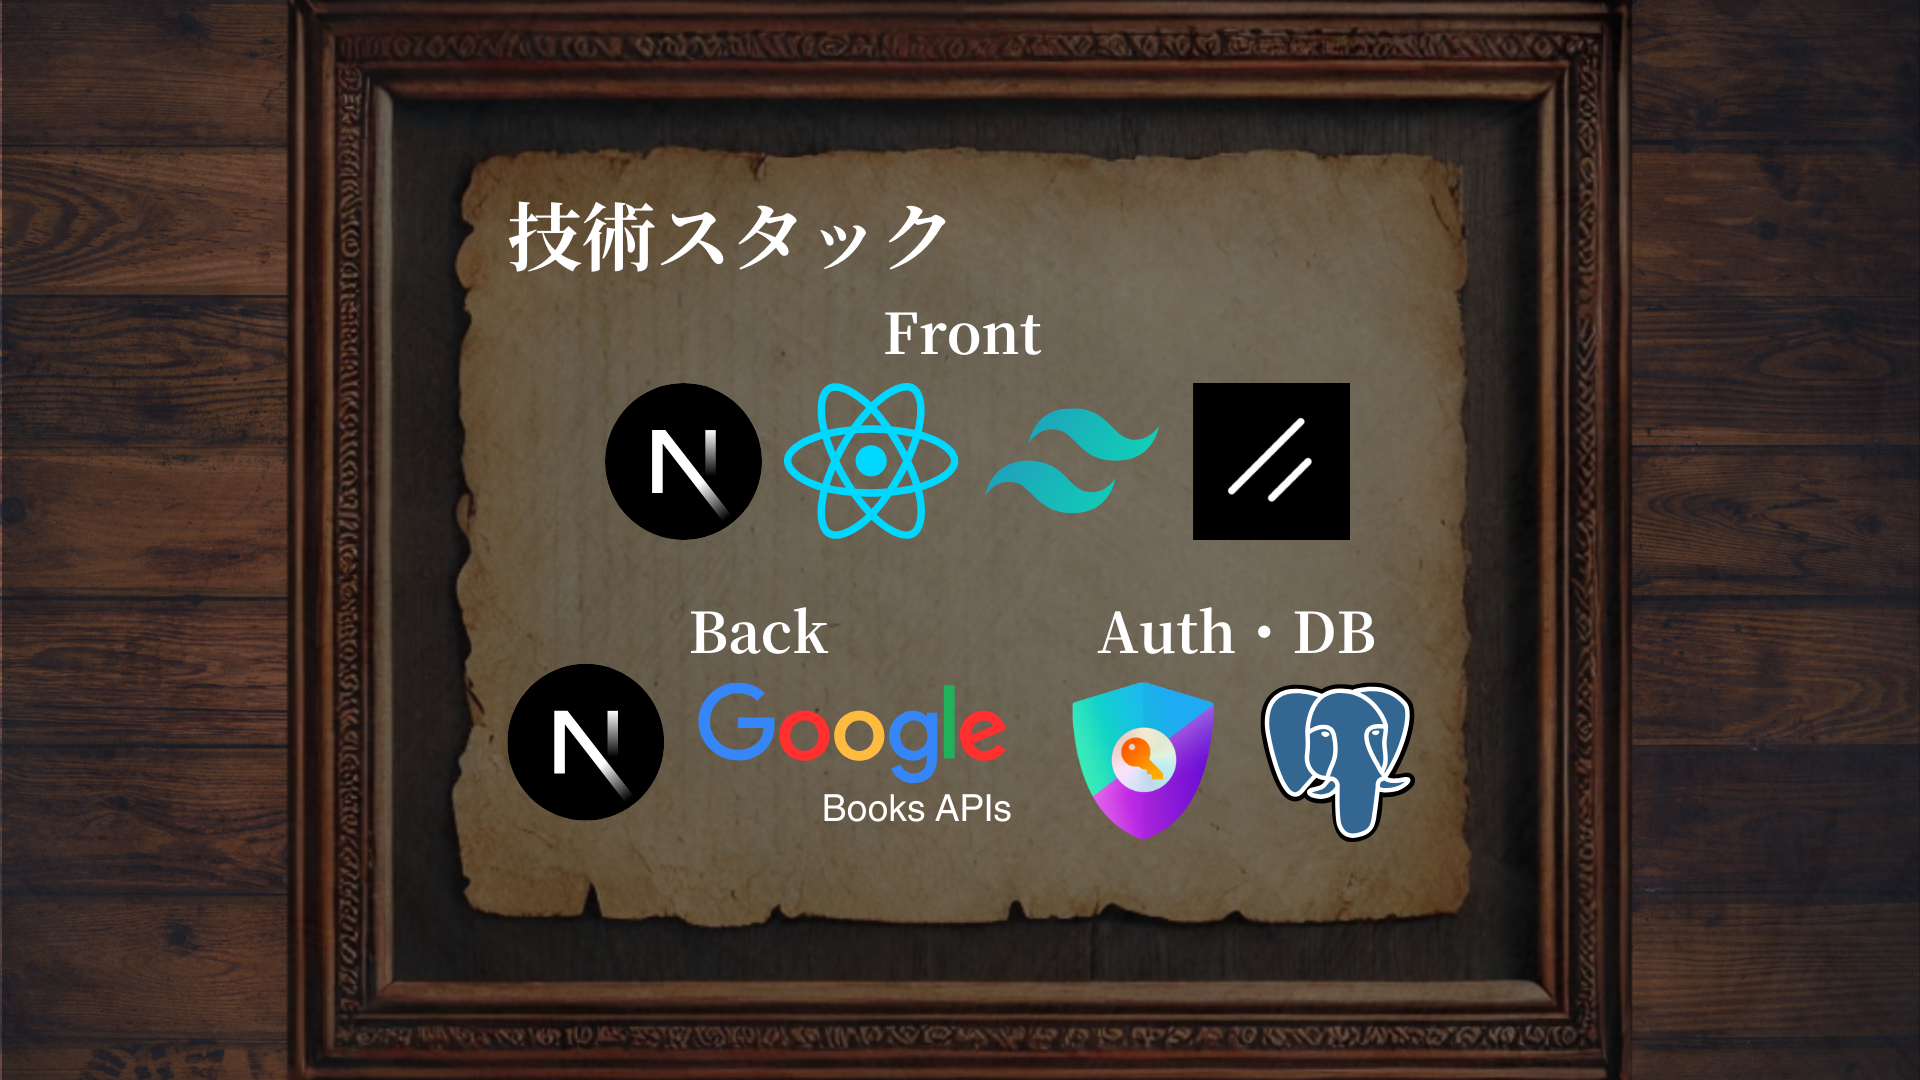 技術スタック
Front
N
Back
Auth・DB
N
Google
Books APIs